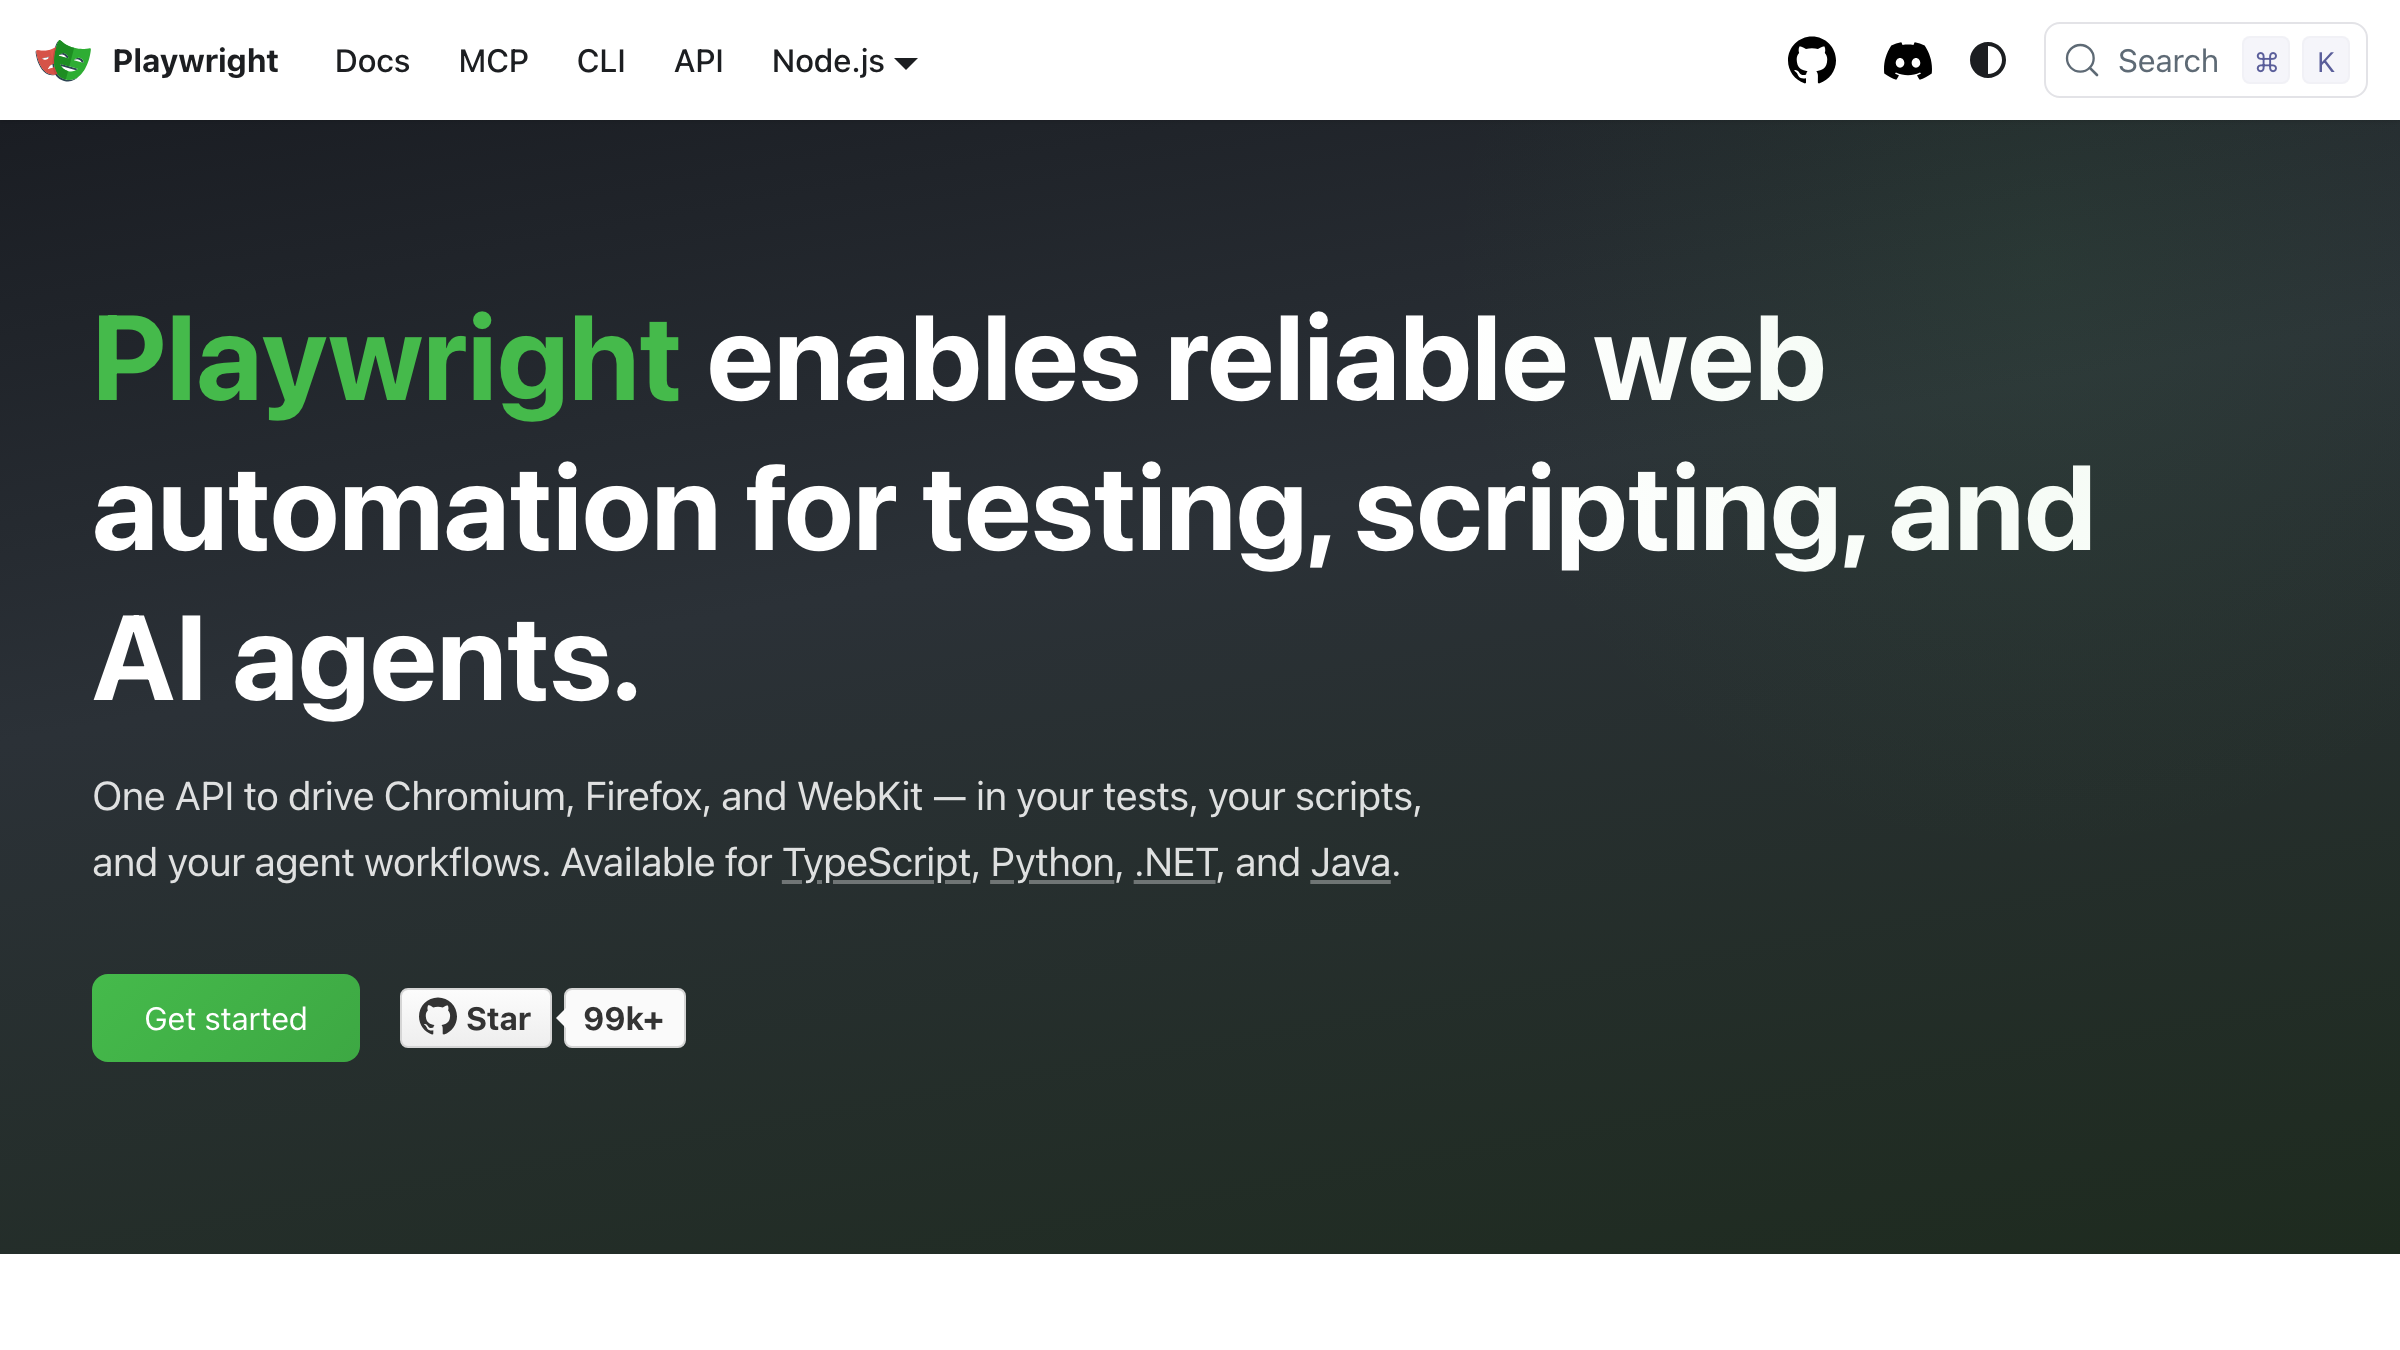 Playwright
Docs
MCP
CLI
API
Node.js
Search
⌘
K
Playwright enables reliable web
automation for testing, scripting, and
AI agents.
One API to drive Chromium, Firefox, and WebKit — in your tests, your scripts,
and your agent workflows. Available for TypeScript, Python, .NET, and Java.
Get started
Star
99k+